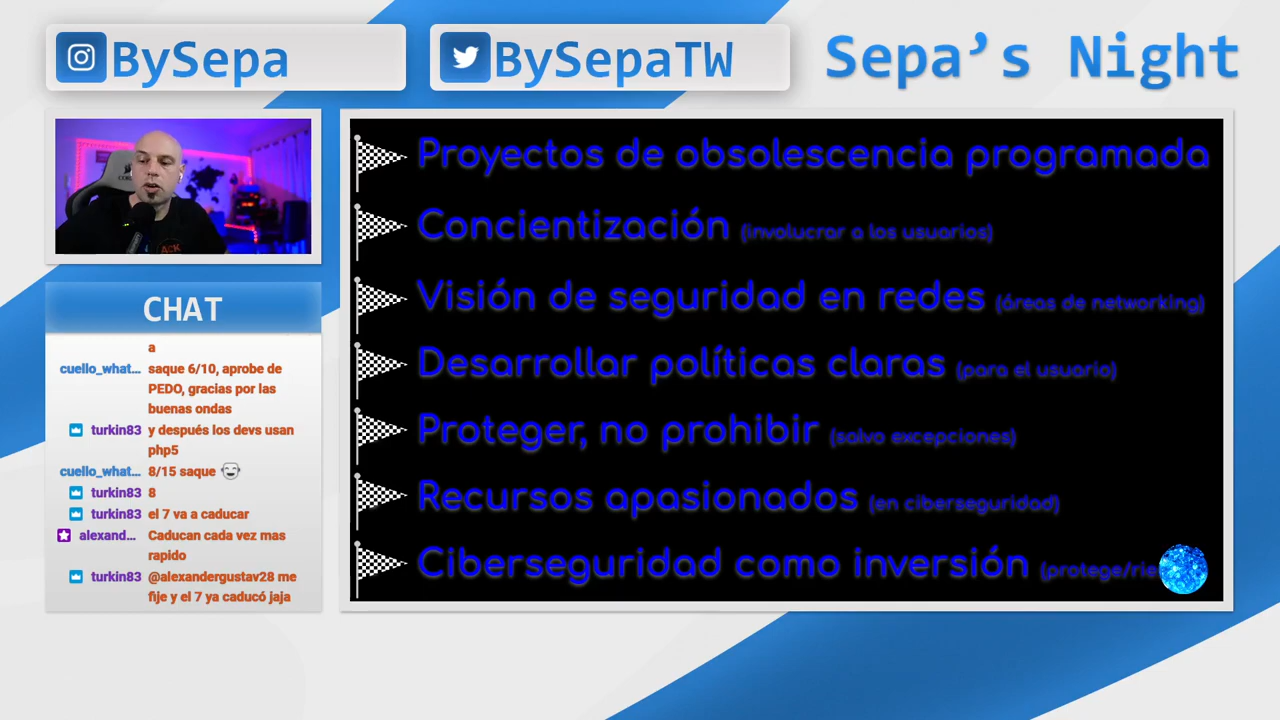 BySepa
BySepaTW
Sepa’s Night
Proyectos de obsolescencia programada
Concientización (involucrar a los usuarios)
Visión de seguridad en redes (áreas de networking)
Desarrollar políticas claras (para el usuario)
Proteger, no prohibir (salvo excepciones)
Recursos apasionados (en ciberseguridad)
Ciberseguridad como inversión (protege/rie
CHAT
a
cuello_what... saque 6/10, aprobe de
PEDO, gracias por las
buenas ondas
turkin83 y después los devs usan
php5
cuello_what... 8/15 saque
turkin83 8
turkin83 el 7 va a caducar
alexand... Caducan cada vez mas
rapido
turkin83 @alexandergustav28 me
fije y el 7 ya caducó jaja